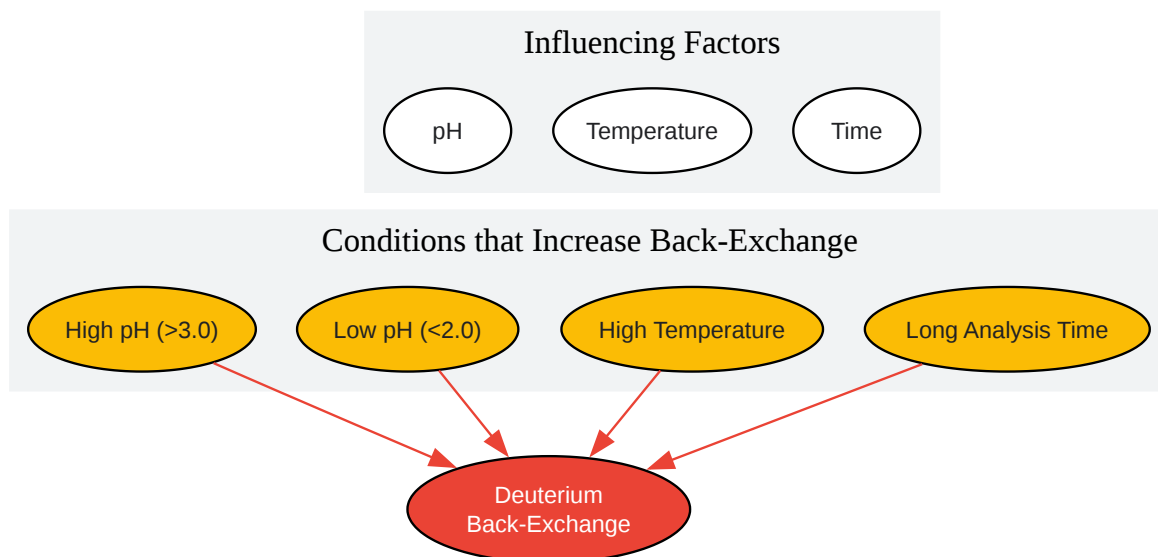 Influencing Factors
pH
Temperature
Time
Conditions that Increase Back-Exchange
High pH (>3.0)
Low pH (<2.0)
High Temperature
Long Analysis Time
Deuterium
Back-Exchange